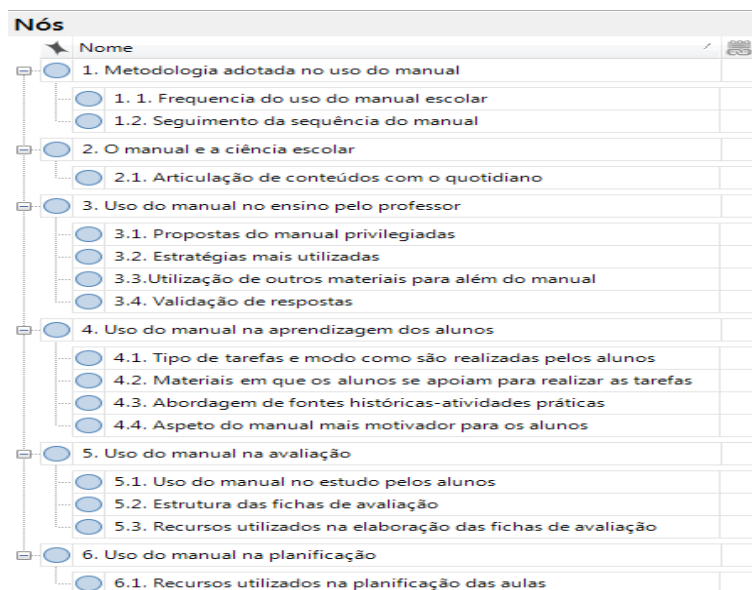 Nós
Nome
1. Metodologia adotada no uso do manual
1. 1. Frequencia do uso do manual escolar
1.2. Seguimento da sequência do manual
2. O manual e a ciência escolar
2.1. Articulação de conteúdos com o quotidiano
3. Uso do manual no ensino pelo professor
3.1. Propostas do manual privilegiadas
3.2. Estratégias mais utilizadas
3.3.Utilização de outros materiais para além do manual
3.4. Validação de respostas
4. Uso do manual na aprendizagem dos alunos
4.1. Tipo de tarefas e modo como são realizadas pelos alunos
4.2. Materiais em que os alunos se apoiam para realizar as tarefas
4.3. Abordagem de fontes históricas-atividades práticas
4.4. Aspeto do manual mais motivador para os alunos
5. Uso do manual na avaliação
5.1. Uso do manual no estudo pelos alunos
5.2. Estrutura das fichas de avaliação
5.3. Recursos utilizados na elaboração das fichas de avaliação
6. Uso do manual na planificação
6.1. Recursos utilizados na planificação das aulas